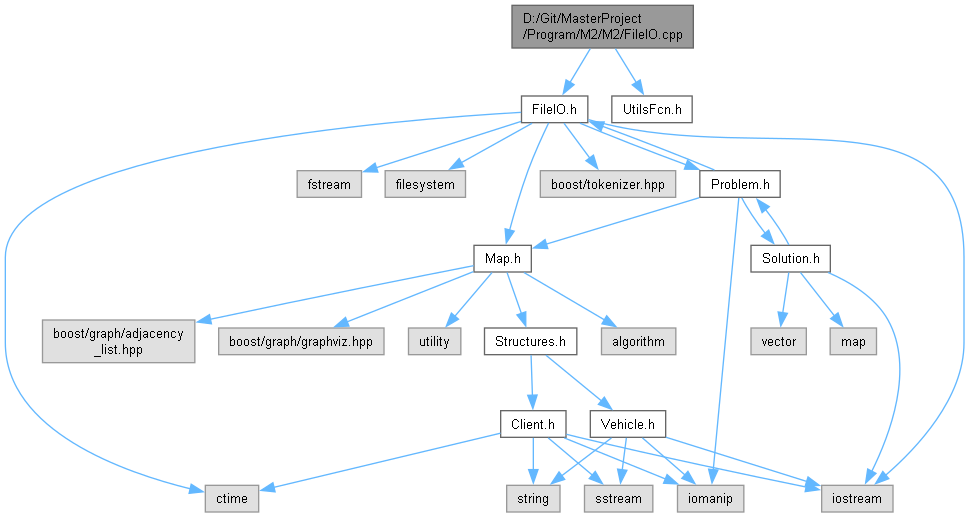 D:/Git/MasterProject
/Program/M2/M2/FileIO.cpp
FileIO.h
UtilsFcn.h
fstream
filesystem
boost/tokenizer.hpp
Problem.h
Map.h
Solution.h
boost/graph/adjacency
_list.hpp
boost/graph/graphviz.hpp
utility
Structures.h
algorithm
vector
map
Client.h
Vehicle.h
ctime
string
sstream
iomanip
iostream